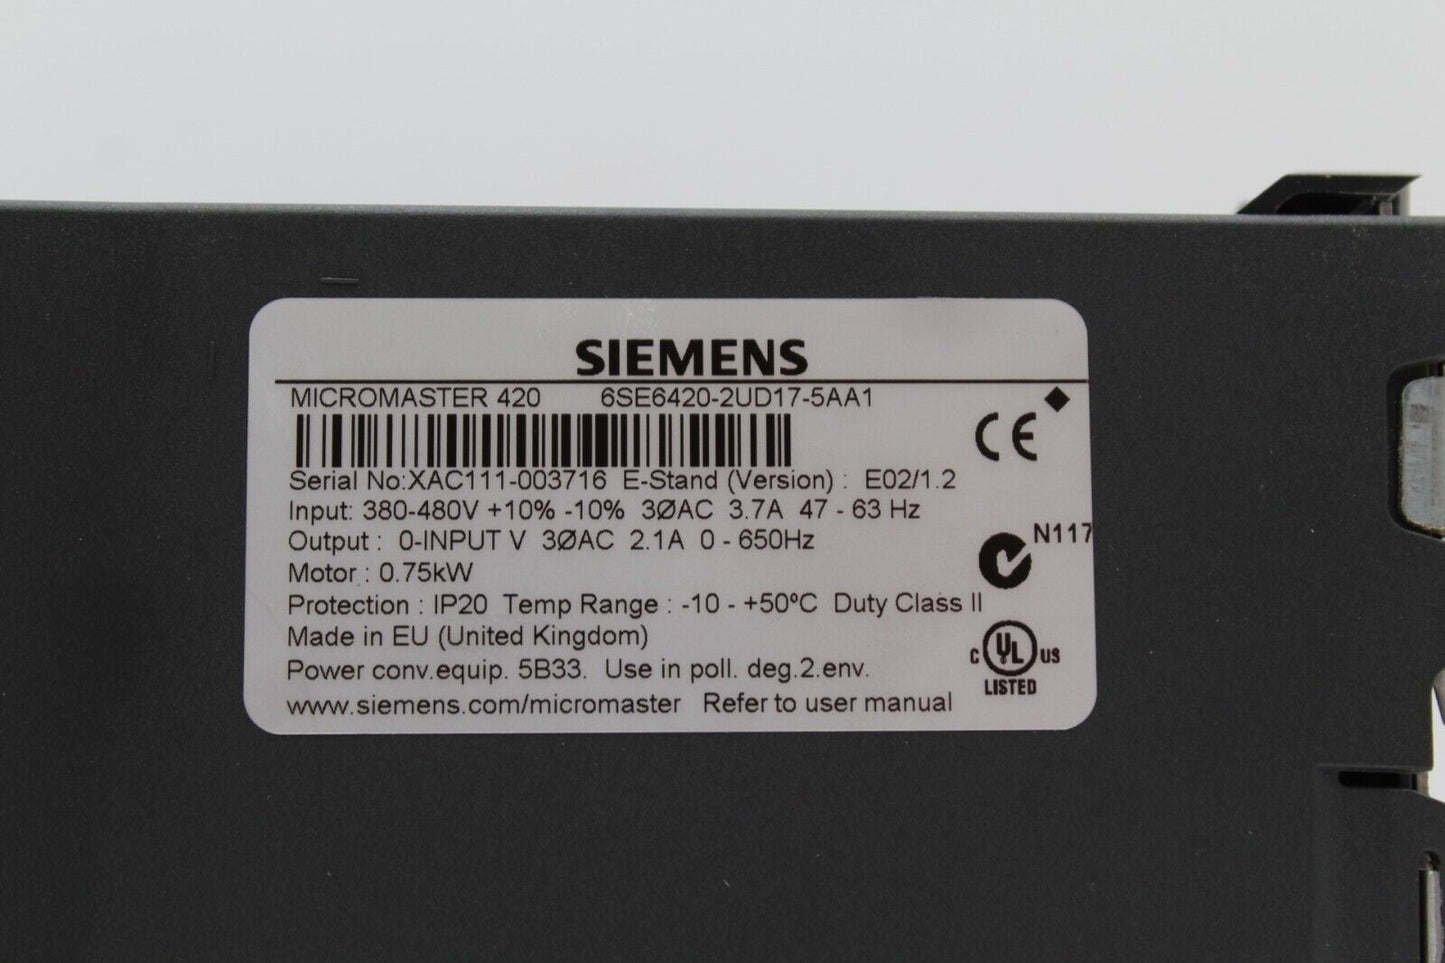 SIEMENS
MICROMASTER 420 6SE6420-2UD17-5AA1
CE
Serial No:XAC111-003716 E-Stand (Version) : E02/1.2
Input: 380-480V +10% -10% 3ØAC 3.7A 47 - 63 Hz
N117
Output : 0-INPUT V 3ØAC 2.1A 0 - 650Hz
Motor : 0.75kW
Protection : IP20 Temp Range : -10 - +50ºC Duty Class II
Made in EU (United Kingdom)
C UL US
LISTED
Power conv.equip. 5B33. Use in poll. deg.2.env.
www.siemens.com/micromaster Refer to user manual